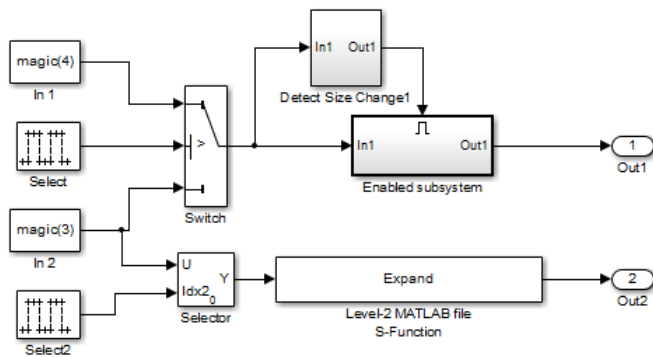 magic(4)
In 1
Select
>
Switch
In1 Out1
Detect Size Change1
In1 Out1
Enabled subsystem
1
Out1
magic(3)
In 2
Select2
U
Idx2 0
Y
Selector
Expand
Level-2 MATLAB file
S-Function
2
Out2